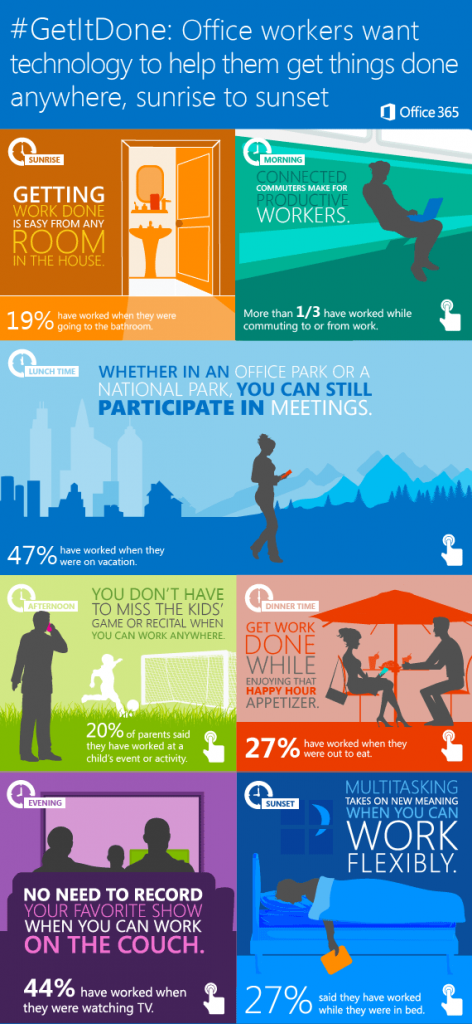 #GetItDone: Office workers want
technology to help them get things done
anywhere, sunrise to sunset
Office 365
SUNRISE
GETTING
WORK DONE
IS EASY FROM ANY
ROOM
IN THE HOUSE.
19% have worked when they were
going to the bathroom.
MORNING
CONNECTED
COMMUTERS MAKE FOR
PRODUCTIVE
WORKERS.
More than 1/3 have worked while
commuting to or from work.
LUNCH TIME
WHETHER IN AN OFFICE PARK OR A
NATIONAL PARK, YOU CAN STILL
PARTICIPATE IN MEETINGS.
47% have worked when they
were on vacation.
AFTERNOON
YOU DON'T HAVE
TO MISS THE KIDS'
GAME OR RECITAL WHEN
YOU CAN WORK ANYWHERE.
20% of parents said
they have worked at a
child's event or activity.
DINNER TIME
GET WORK
DONE
WHILE
ENJOYING THAT
HAPPY HOUR
APPETIZER.
27% have worked when they
were out to eat.
EVENING
NO NEED TO RECORD
YOUR FAVORITE SHOW
WHEN YOU CAN WORK
ON THE COUCH.
44% have worked when
they were watching TV.
SUNSET
MULTITASKING
TAKES ON NEW MEANING
WHEN YOU CAN
WORK
FLEXIBLY.
27% said they have worked
while they were in bed.